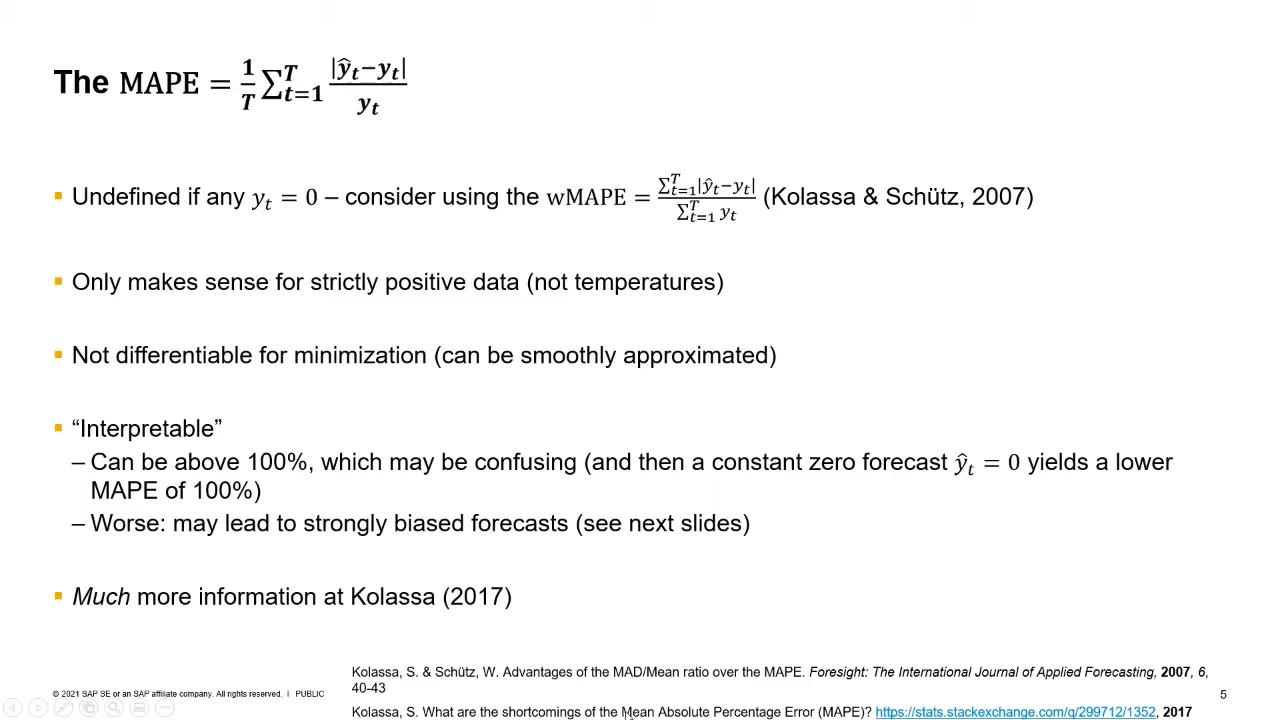 The MAPE = 1/T ∑_{t=1}^{T} |ŷ_t−y_t|/y_t
▪ Undefined if any y_t = 0 – consider using the wMAPE = ∑_{t=1}^{T}|ŷ_t−y_t| / ∑_{t=1}^{T} y_t (Kolassa & Schütz, 2007)
▪ Only makes sense for strictly positive data (not temperatures)
▪ Not differentiable for minimization (can be smoothly approximated)
▪ “Interpretable”
– Can be above 100%, which may be confusing (and then a constant zero forecast ŷ_t = 0 yields a lower
MAPE of 100%)
– Worse: may lead to strongly biased forecasts (see next slides)
▪ Much more information at Kolassa (2017)
Kolassa, S. & Schütz, W. Advantages of the MAD/Mean ratio over the MAPE. Foresight: The International Journal of Applied Forecasting, 2007, 6,
40-43
© 2021 SAP SE or an SAP affiliate company. All rights reserved. ǀ PUBLIC
5
Kolassa, S. What are the shortcomings of the Mean Absolute Percentage Error (MAPE)? https://stats.stackexchange.com/q/299712/1352, 2017